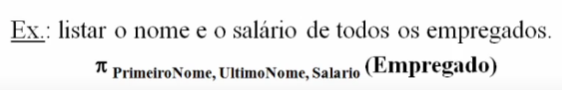 Ex.: listar o nome e o salário de todos os empregados.
π PrimeiroNome, UltimoNome, Salario (Empregado)